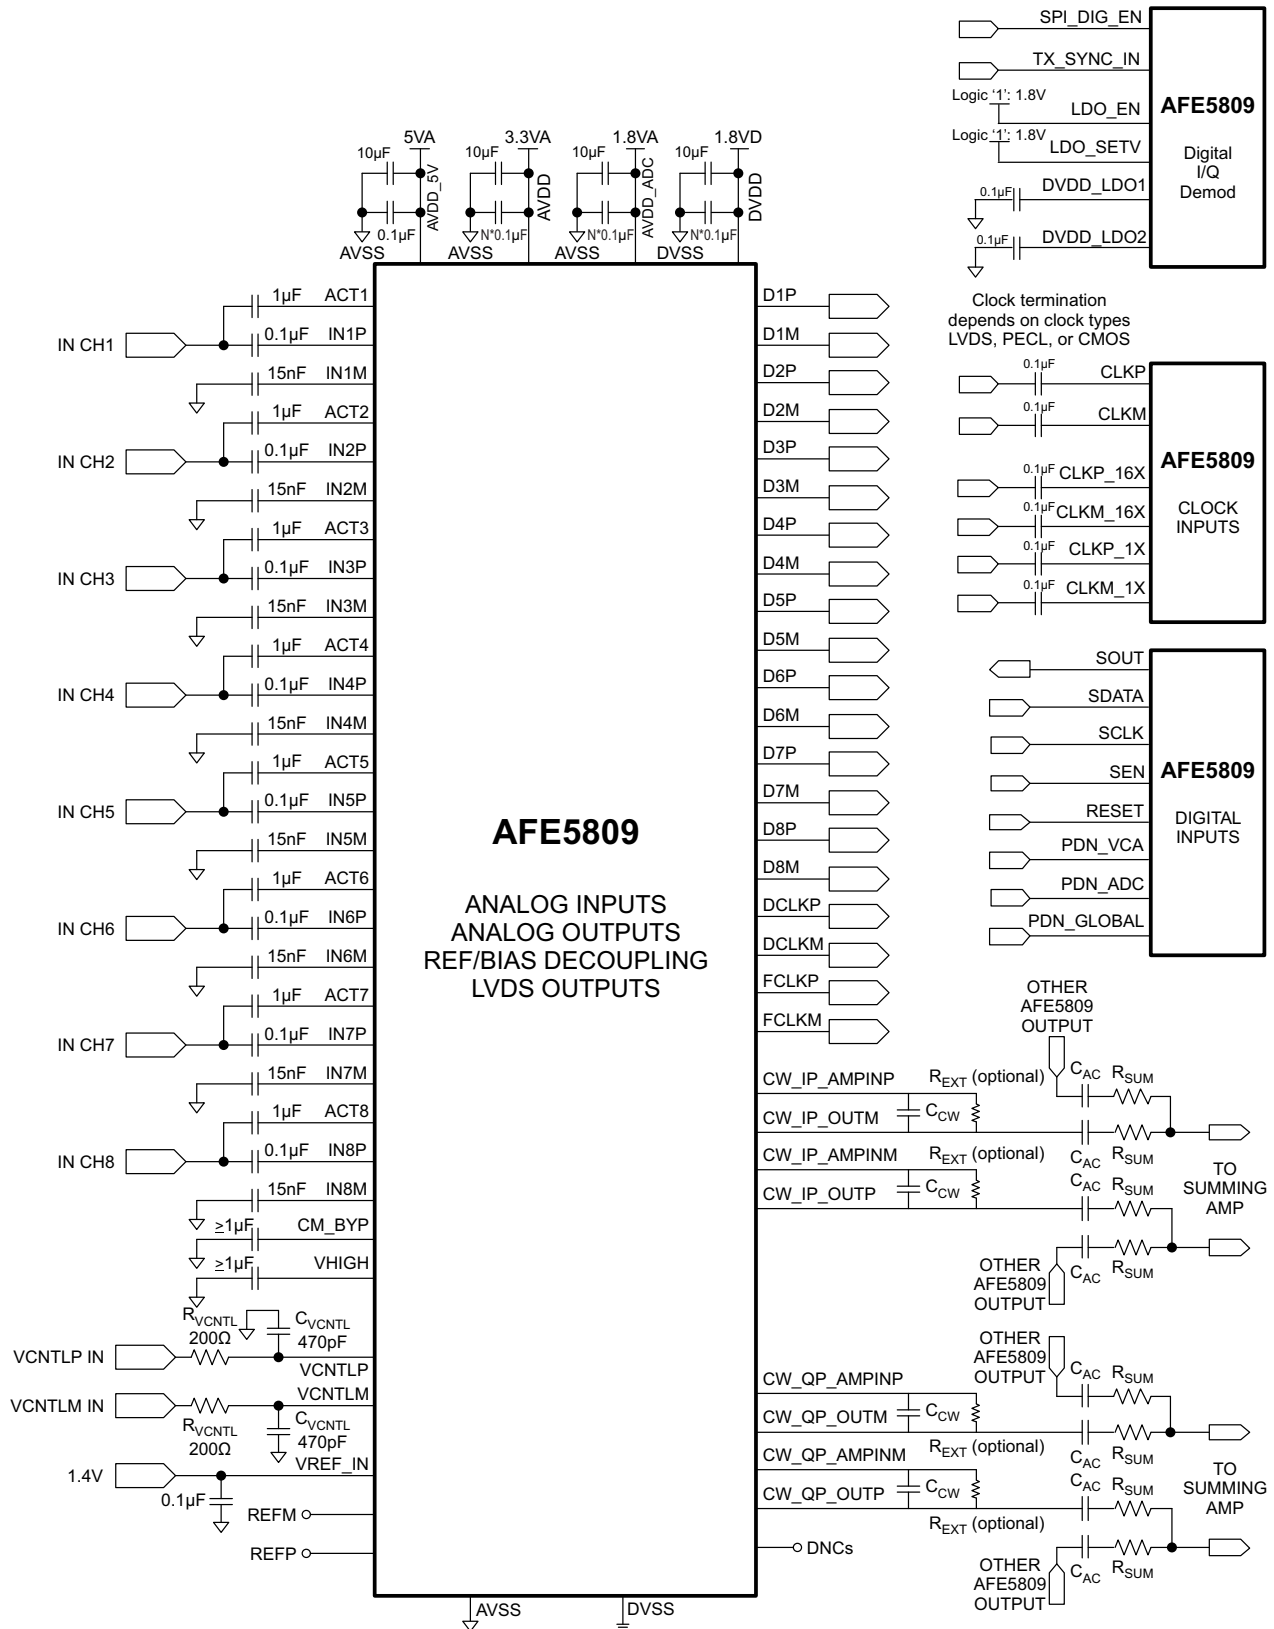 SPI_DIG_EN
TX_SYNC_IN
Logic '1': 1.8V
LDO_EN
Logic '1': 1.8V
LDO_SETV
0.1µF
DVDD_LDO1
0.1µF
DVDD_LDO2
AFE5809
Digital
I/Q
Demod
5VA
3.3VA
1.8VA
1.8VD
10µF
10µF
10µF
10µF
AVDD_5V
AVDD
AVDD_ADC
DVDD
0.1µF
N*0.1µF
N*0.1µF
N*0.1µF
AVSS
AVSS
AVSS
DVSS
IN CH1
1µF ACT1
0.1µF IN1P
15nF IN1M
IN CH2
1µF ACT2
0.1µF IN2P
15nF IN2M
IN CH3
1µF ACT3
0.1µF IN3P
15nF IN3M
IN CH4
1µF ACT4
0.1µF IN4P
15nF IN4M
IN CH5
1µF ACT5
0.1µF IN5P
15nF IN5M
IN CH6
1µF ACT6
0.1µF IN6P
15nF IN6M
IN CH7
1µF ACT7
0.1µF IN7P
15nF IN7M
IN CH8
1µF ACT8
0.1µF IN8P
15nF IN8M
≥1µF CM_BYP
≥1µF VHIGH
RVCNTL
200Ω
CVCNTL
470pF
VCNTLP IN
VCNTLP
VCNTLM IN
VCNTLM
RVCNTL
200Ω
CVCNTL
470pF
1.4V
VREF_IN
0.1µF
REFM
REFP
AFE5809
ANALOG INPUTS
ANALOG OUTPUTS
REF/BIAS DECOUPLING
LVDS OUTPUTS
AVSS
DVSS
D1P
D1M
D2P
D2M
D3P
D3M
D4P
D4M
D5P
D5M
D6P
D6M
D7P
D7M
D8P
D8M
DCLKP
DCLKM
FCLKP
FCLKM
Clock termination
depends on clock types
LVDS, PECL, or CMOS
0.1µF CLKP
0.1µF CLKM
0.1µF CLKP_16X
0.1µF CLKM_16X
0.1µF CLKP_1X
0.1µF CLKM_1X
AFE5809
CLOCK
INPUTS
SOUT
SDATA
SCLK
SEN
RESET
PDN_VCA
PDN_ADC
PDN_GLOBAL
AFE5809
DIGITAL
INPUTS
OTHER
AFE5809
OUTPUT
CAC RSUM
CW_IP_AMPINP
REXT (optional)
CCW
CW_IP_OUTM
CAC RSUM
CW_IP_AMPINM
REXT (optional)
CAC RSUM
CCW
CW_IP_OUTP
TO
SUMMING
AMP
OTHER
AFE5809
OUTPUT
CAC RSUM
OTHER
AFE5809
OUTPUT
CAC RSUM
CW_QP_AMPINP
CCW
CW_QP_OUTM
REXT (optional)
CAC RSUM
CW_QP_AMPINM
CAC RSUM
CCW
CW_QP_OUTP
REXT (optional)
TO
SUMMING
AMP
DNCs
OTHER
AFE5809
OUTPUT
CAC RSUM